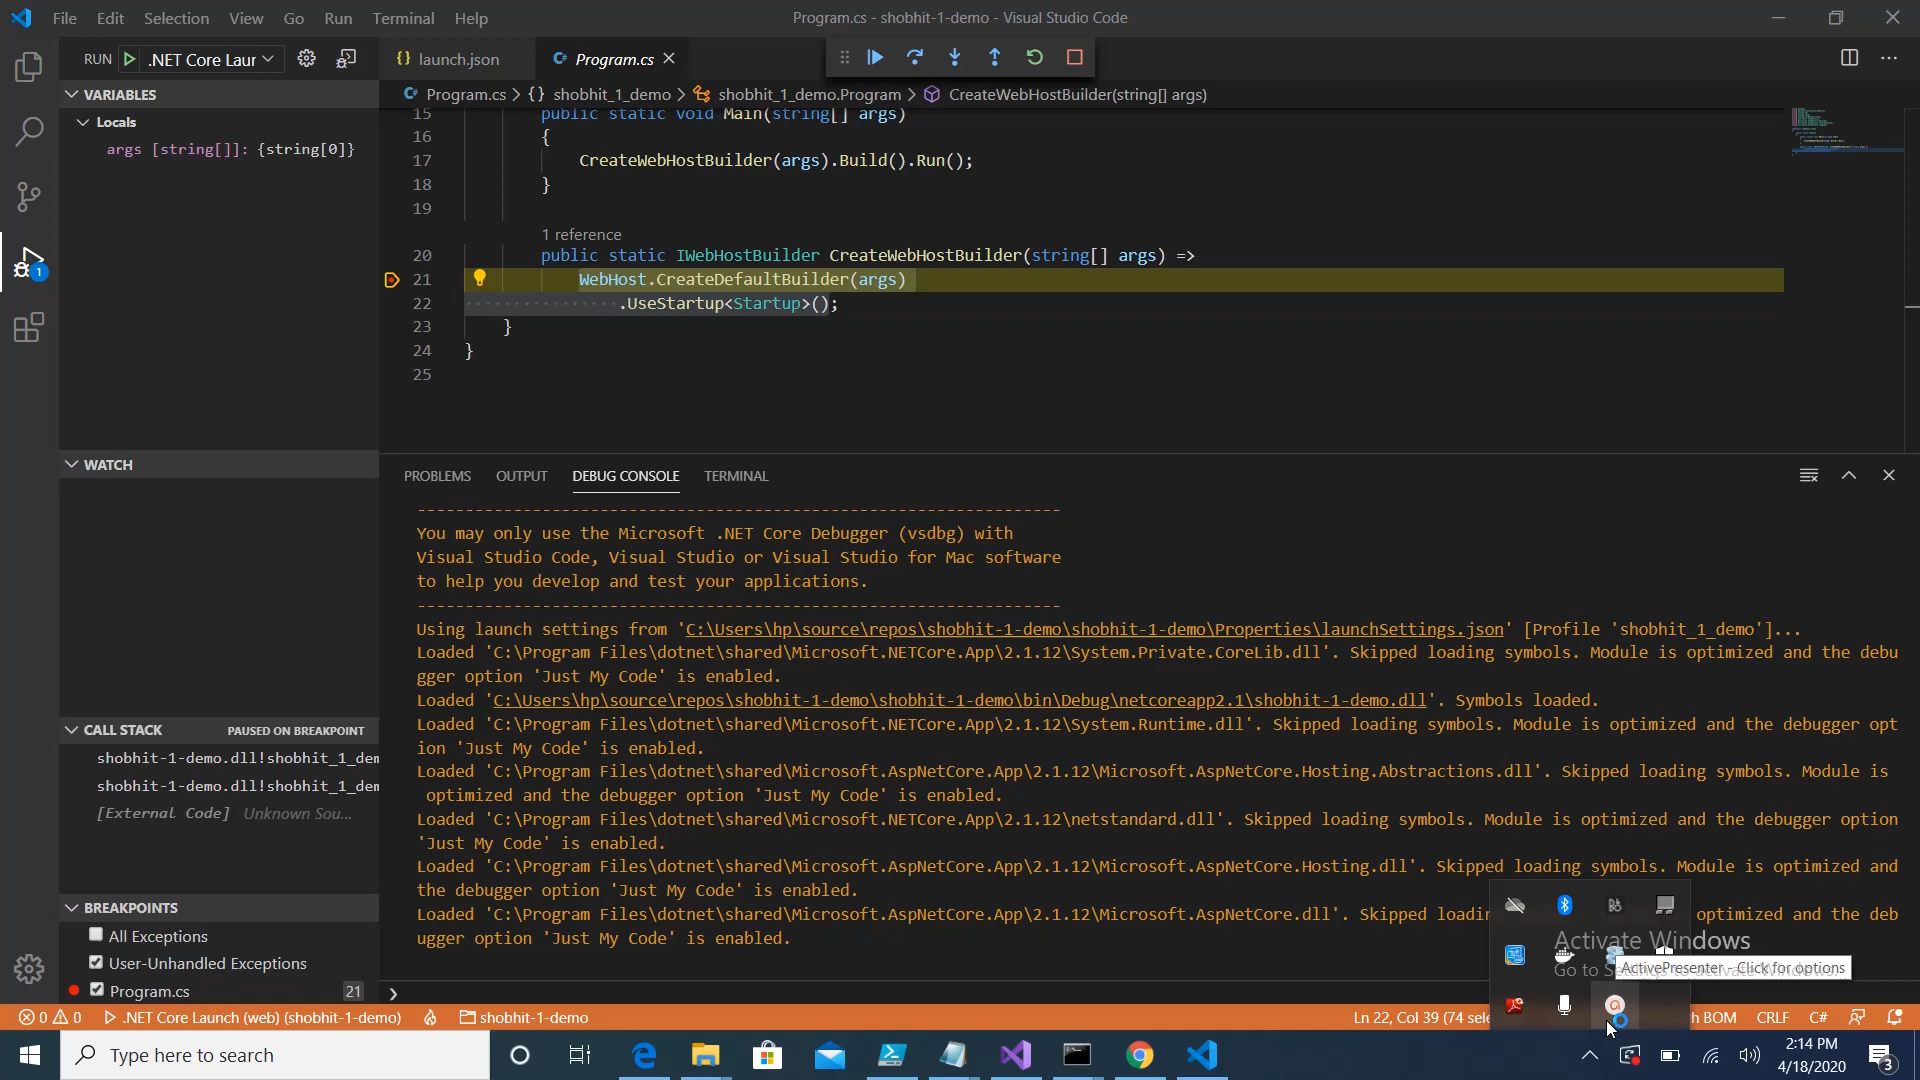 File Edit Selection View Go Run Terminal Help
Program.cs - shobhit-1-demo - Visual Studio Code
RUN .NET Core Laur
launch.json
Program.cs
VARIABLES
Locals
args [string[]]: {string[0]}
Program.cs > {} shobhit_1_demo > shobhit_1_demo.Program > CreateWebHostBuilder(string[] args)
15 public static void Main(string[] args)
16 {
17 CreateWebHostBuilder(args).Build().Run();
18 }
19
1 reference
20 public static IWebHostBuilder CreateWebHostBuilder(string[] args) =>
21 WebHost.CreateDefaultBuilder(args)
22 .UseStartup<Startup>();
23 }
24 }
25
WATCH
CALL STACK PAUSED ON BREAKPOINT
shobhit-1-demo.dll!shobhit_1_dem
shobhit-1-demo.dll!shobhit_1_dem
[External Code] Unknown Sou...
BREAKPOINTS
All Exceptions
User-Unhandled Exceptions
Program.cs 21
PROBLEMS OUTPUT DEBUG CONSOLE TERMINAL
-------------------------------------------------------------------
You may only use the Microsoft .NET Core Debugger (vsdbg) with
Visual Studio Code, Visual Studio or Visual Studio for Mac software
to help you develop and test your applications.
-------------------------------------------------------------------
Using launch settings from 'C:\Users\hp\source\repos\shobhit-1-demo\shobhit-1-demo\Properties\launchSettings.json' [Profile 'shobhit_1_demo']...
Loaded 'C:\Program Files\dotnet\shared\Microsoft.NETCore.App\2.1.12\System.Private.CoreLib.dll'. Skipped loading symbols. Module is optimized and the debu
gger option 'Just My Code' is enabled.
Loaded 'C:\Users\hp\source\repos\shobhit-1-demo\shobhit-1-demo\bin\Debug\netcoreapp2.1\shobhit-1-demo.dll'. Symbols loaded.
Loaded 'C:\Program Files\dotnet\shared\Microsoft.NETCore.App\2.1.12\System.Runtime.dll'. Skipped loading symbols. Module is optimized and the debugger opt
ion 'Just My Code' is enabled.
Loaded 'C:\Program Files\dotnet\shared\Microsoft.AspNetCore.App\2.1.12\Microsoft.AspNetCore.Hosting.Abstractions.dll'. Skipped loading symbols. Module is
optimized and the debugger option 'Just My Code' is enabled.
Loaded 'C:\Program Files\dotnet\shared\Microsoft.NETCore.App\2.1.12\netstandard.dll'. Skipped loading symbols. Module is optimized and the debugger option
'Just My Code' is enabled.
Loaded 'C:\Program Files\dotnet\shared\Microsoft.AspNetCore.App\2.1.12\Microsoft.AspNetCore.Hosting.dll'. Skipped loading symbols. Module is optimized and
the debugger option 'Just My Code' is enabled.
Loaded 'C:\Program Files\dotnet\shared\Microsoft.AspNetCore.App\2.1.12\Microsoft.AspNetCore.dll'. Skipped loadin optimized and the deb
ugger option 'Just My Code' is enabled.
Activate Windows
Go to Se
ActivePresenter - Click for options
0 0 .NET Core Launch (web) (shobhit-1-demo) shobhit-1-demo
Ln 22, Col 39 (74 sele h BOM CRLF C#
Type here to search
2:14 PM
4/18/2020
3